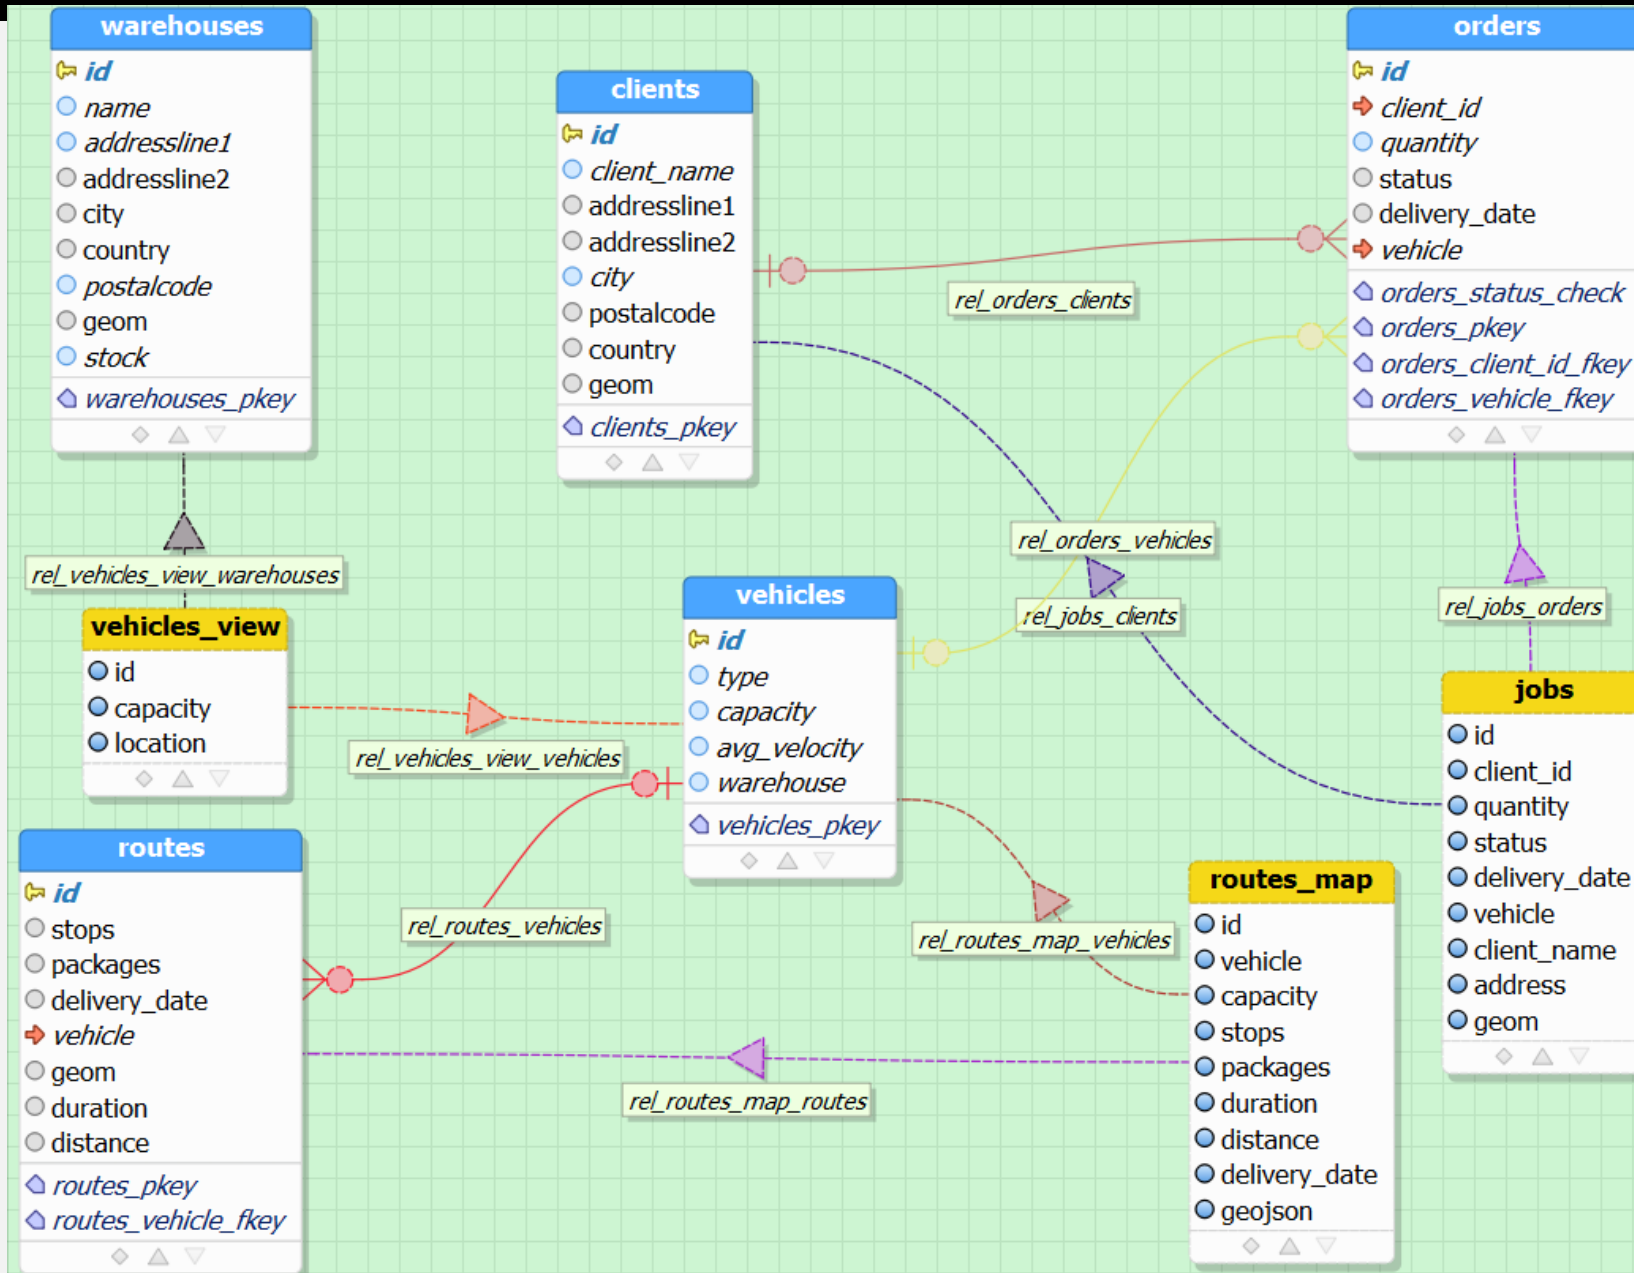 warehouses
id
name
addressline1
addressline2
city
country
postalcode
geom
stock
warehouses_pkey
clients
id
client_name
addressline1
addressline2
city
postalcode
country
geom
clients_pkey
orders
id
client_id
quantity
status
delivery_date
vehicle
orders_status_check
orders_pkey
orders_client_id_fkey
orders_vehicle_fkey
rel_orders_clients
rel_vehicles_view_warehouses
rel_orders_vehicles
rel_jobs_clients
rel_jobs_orders
vehicles_view
id
capacity
location
rel_vehicles_view_vehicles
vehicles
id
type
capacity
avg_velocity
warehouse
vehicles_pkey
jobs
id
client_id
quantity
status
delivery_date
vehicle
client_name
address
geom
routes
id
stops
packages
delivery_date
vehicle
geom
duration
distance
routes_pkey
routes_vehicle_fkey
rel_routes_vehicles
rel_routes_map_vehicles
rel_routes_map_routes
routes_map
id
vehicle
capacity
stops
packages
duration
distance
delivery_date
geojson